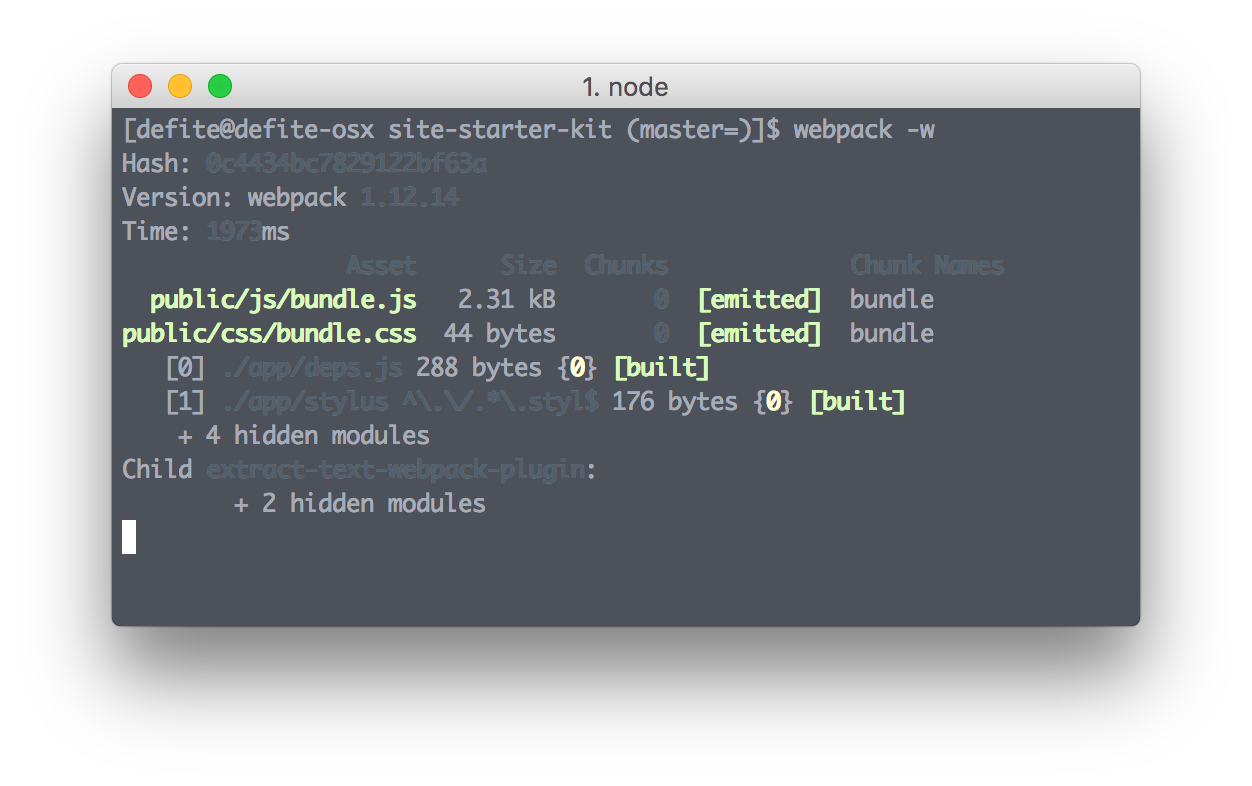 1. node
[defite@defite-osx site-starter-kit (master=)]$ webpack -w
Hash: 0c4434bc7829122bf63a
Version: webpack 1.12.14
Time: 1973ms
Asset Size Chunks Chunk Names
public/js/bundle.js 2.31 kB 0 [emitted] bundle
public/css/bundle.css 44 bytes 0 [emitted] bundle
[0] ./app/deps.js 288 bytes {0} [built]
[1] ./app/stylus ^\.\/.*\.styl$ 176 bytes {0} [built]
+ 4 hidden modules
Child extract-text-webpack-plugin:
+ 2 hidden modules